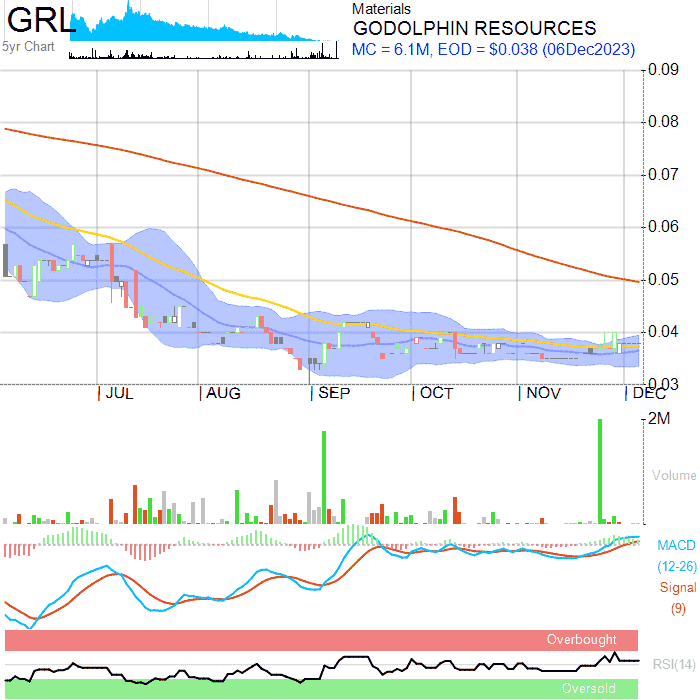 GRL
5yr Chart
Materials
GODOLPHIN RESOURCES
MC = 6.1M, EOD = $0.038 (06Dec2023)
0.09
0.08
0.07
0.06
0.05
0.04
0.03
JUL AUG SEP OCT NOV DEC
2M
Volume
MACD
(12-26)
Signal
(9)
Overbought
RSI(14)
Oversold